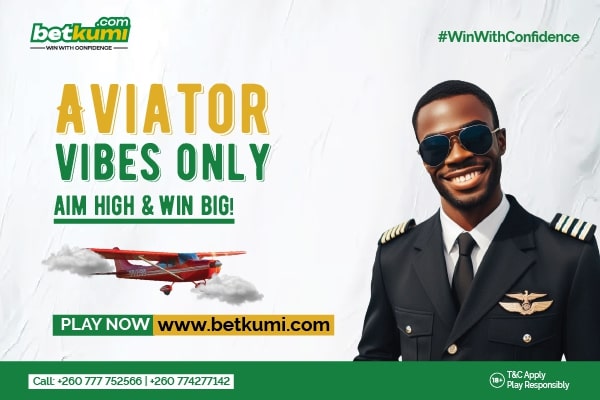 betkumi.com
WIN WITH CONFIDENCE
#WinWithConfidence
AVIATOR
VIBES ONLY
AIM HIGH & WIN BIG!
PLAY NOW www.betkumi.com
Call: +260 777 752566 | +260 774277142
18+
T&C Apply
Play Responsibly